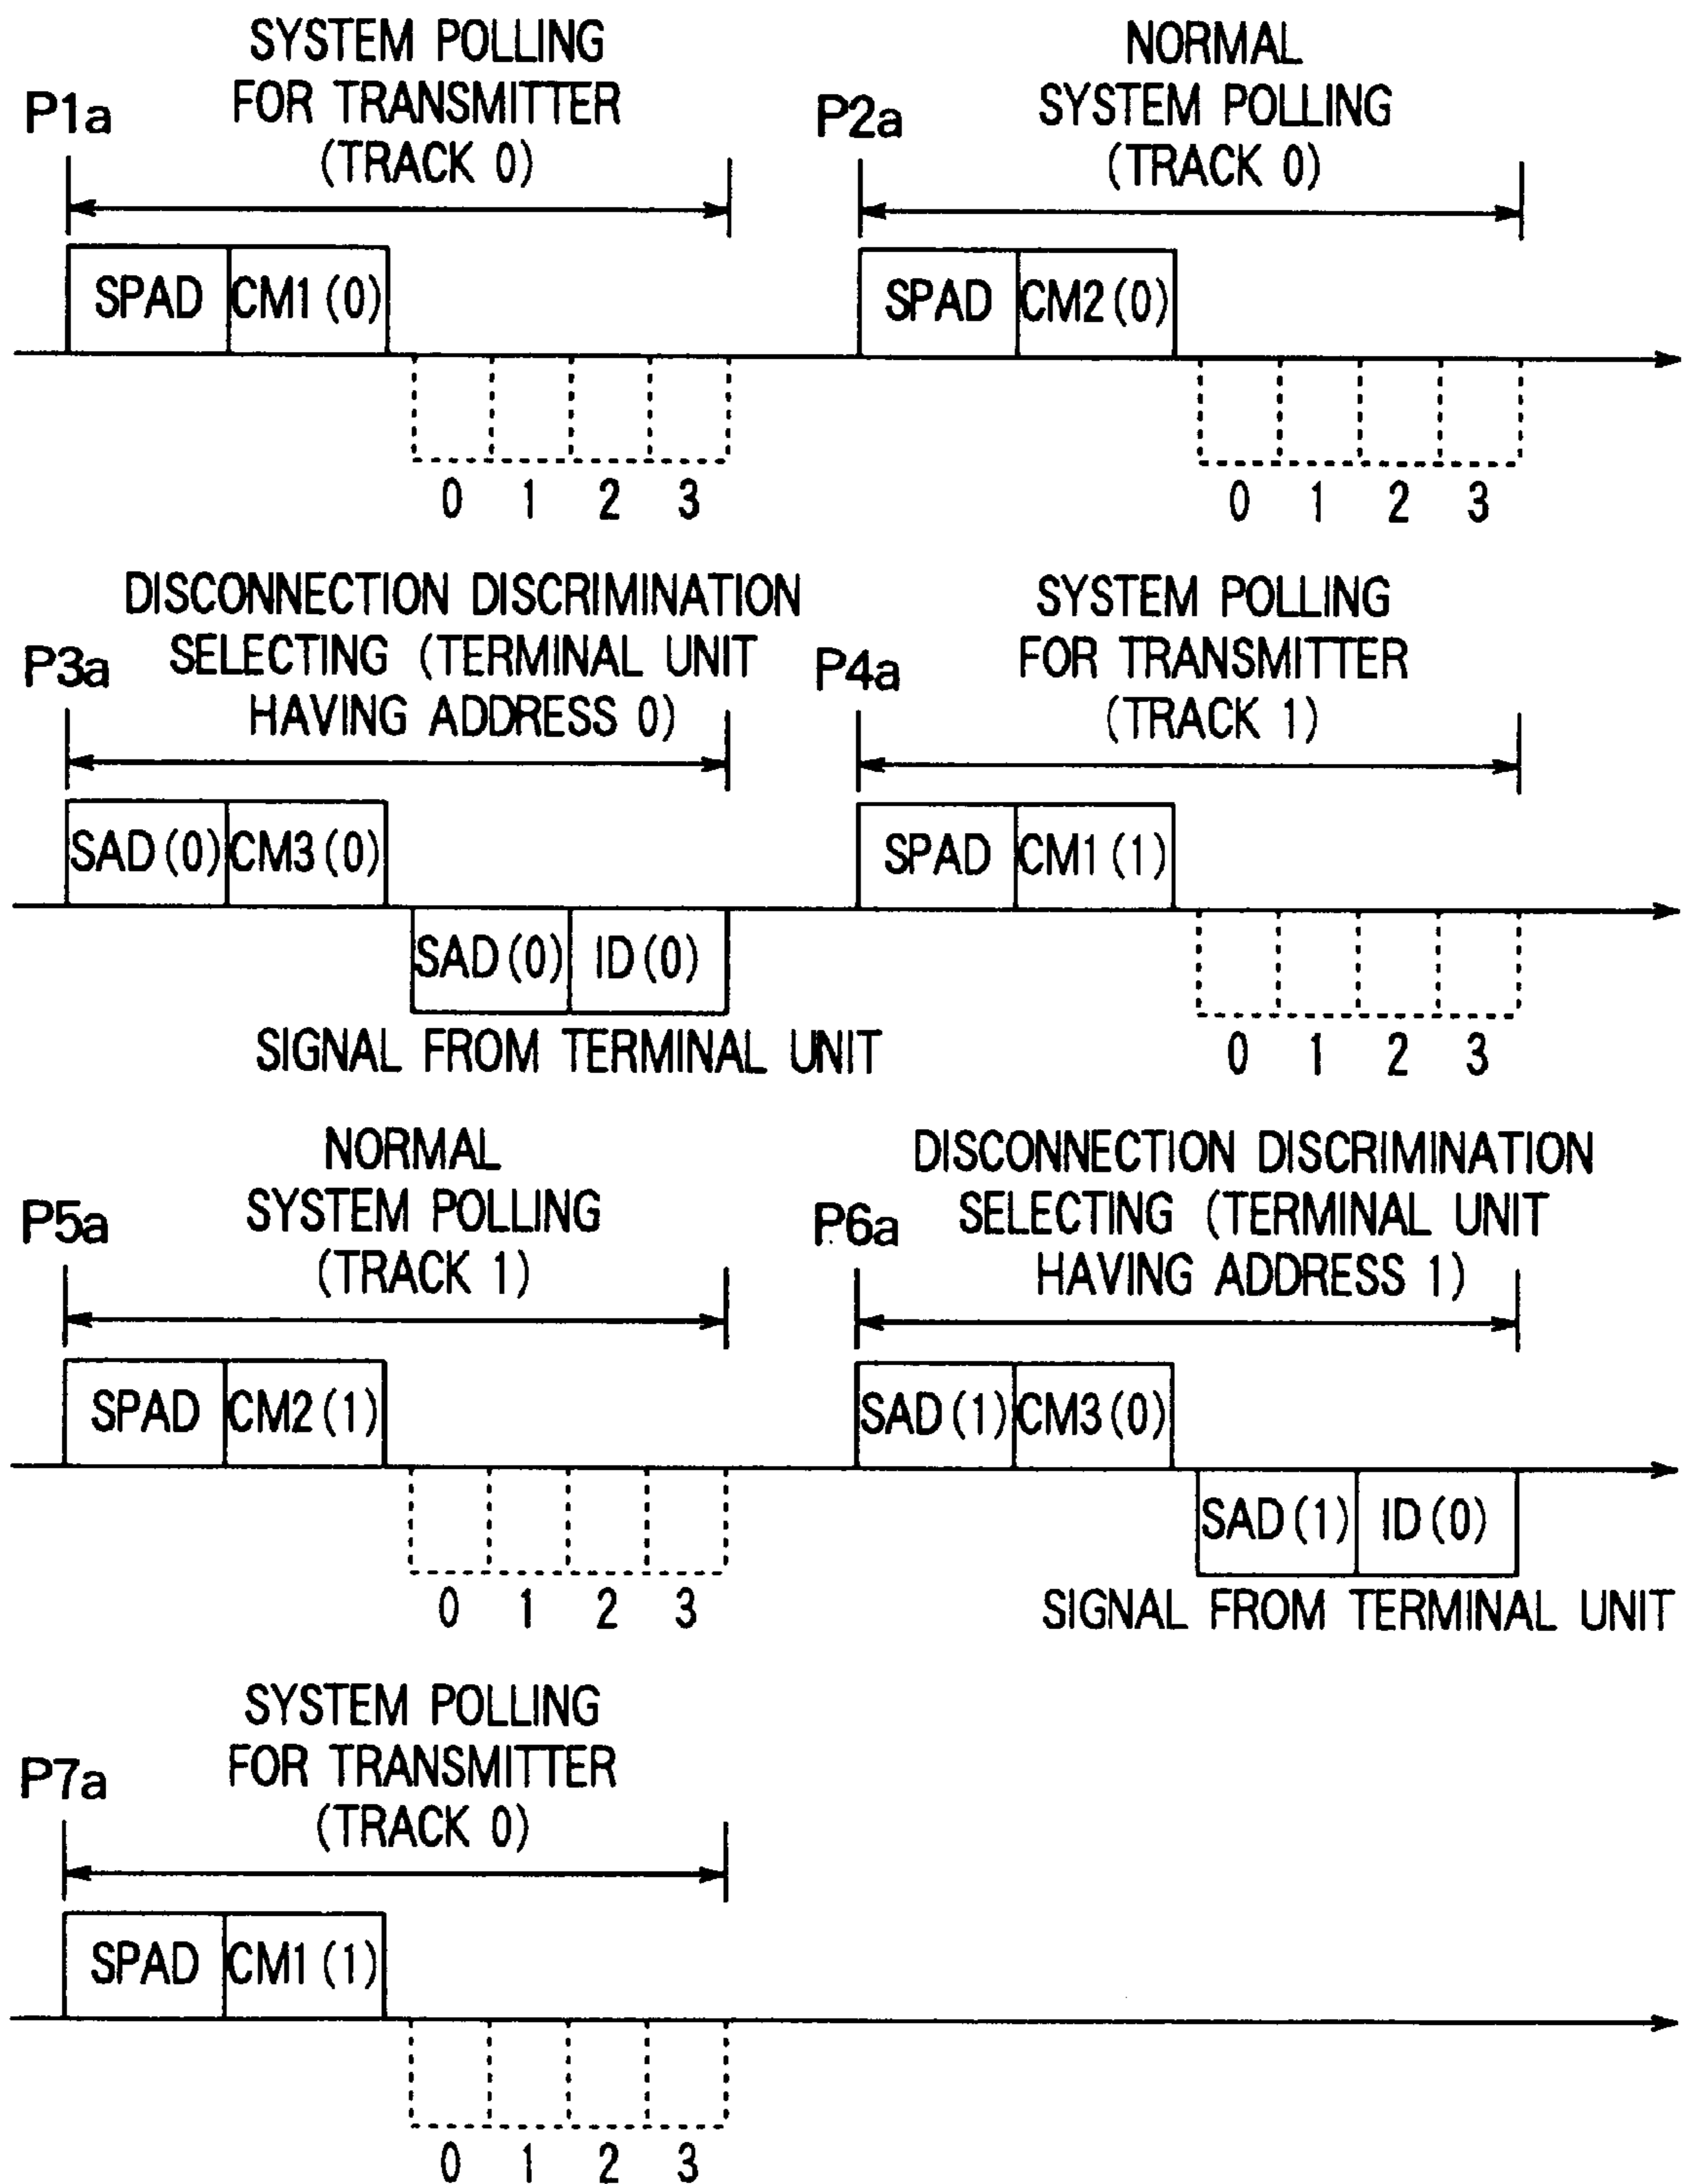 SYSTEM POLLING
FOR TRANSMITTER
(TRACK 0)
P1a
SPAD CM1(0)
0 1 2 3
NORMAL
SYSTEM POLLING
(TRACK 0)
P2a
SPAD CM2(0)
0 1 2 3
DISCONNECTION DISCRIMINATION
SELECTING (TERMINAL UNIT
HAVING ADDRESS 0)
P3a
SAD(0) CM3(0)
SAD(0) ID(0)
SIGNAL FROM TERMINAL UNIT
SYSTEM POLLING
FOR TRANSMITTER
(TRACK 1)
P4a
SPAD CM1(1)
0 1 2 3
NORMAL
SYSTEM POLLING
(TRACK 1)
P5a
SPAD CM2(1)
0 1 2 3
DISCONNECTION DISCRIMINATION
SELECTING (TERMINAL UNIT
HAVING ADDRESS 1)
P6a
SAD(1) CM3(0)
SAD(1) ID(0)
SIGNAL FROM TERMINAL UNIT
SYSTEM POLLING
FOR TRANSMITTER
(TRACK 0)
P7a
SPAD CM1(1)
0 1 2 3